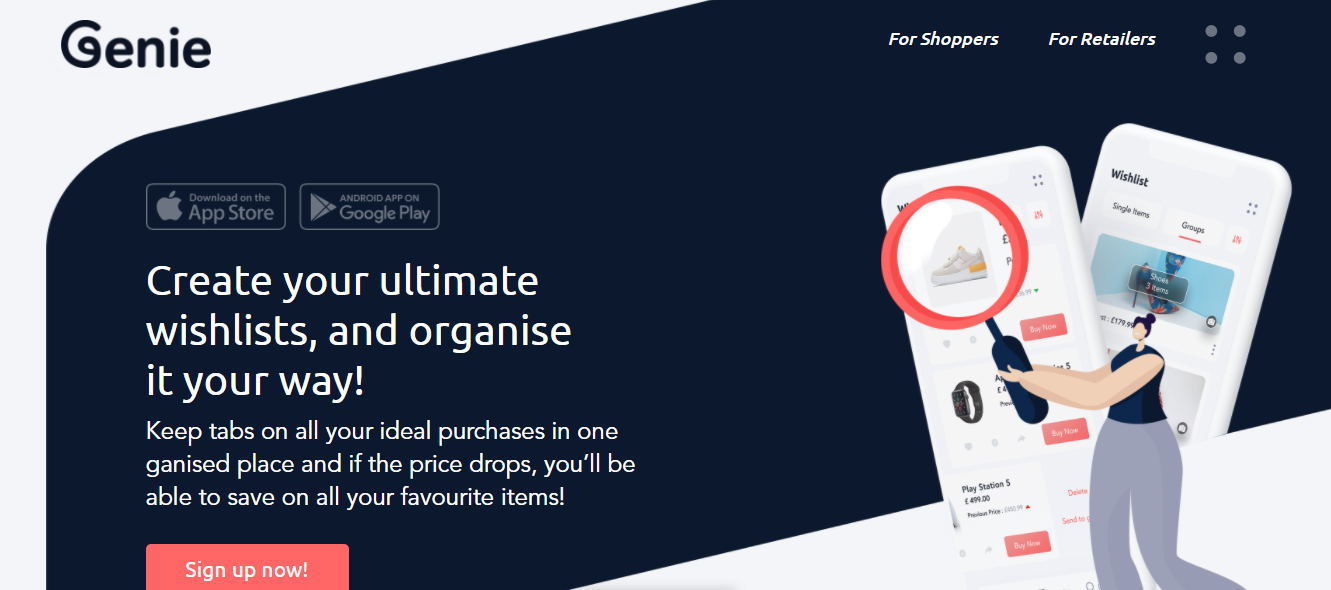 Genie
For Shoppers
For Retailers
Download on the
App Store
ANDROID APP ON
Google Play
Create your ultimate
wishlists, and organise
it your way!
Keep tabs on all your ideal purchases in one
ganised place and if the price drops, you’ll be
able to save on all your favourite items!
Sign up now!
Wishlist
Single Items
Groups
Shoes
3 Items
£179.99
Buy Now
Buy Now
Play Station 5
£ 499.00
Previous Price :
Delete
Send to
Buy Now